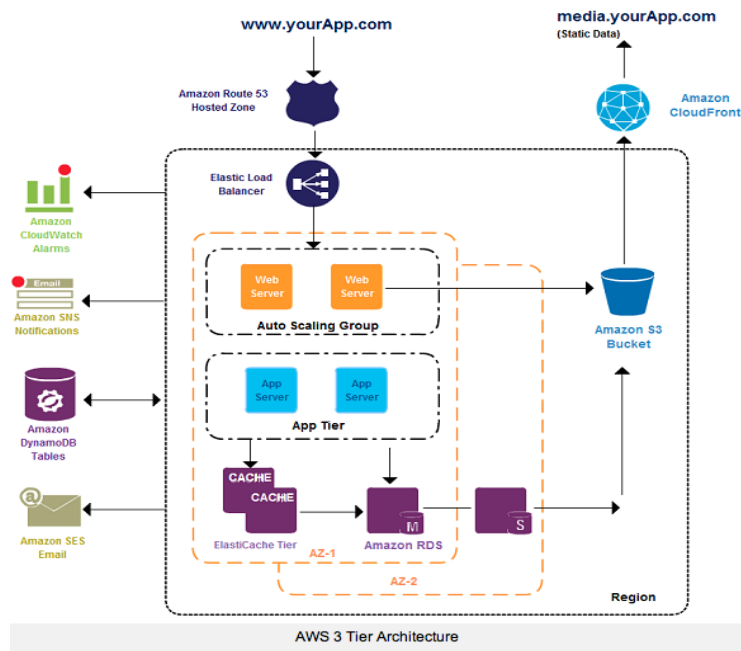 www.yourApp.com
media.yourApp.com
(Static Data)
Amazon Route 53
Hosted Zone
Amazon
CloudFront
Elastic Load
Balancer
Amazon
CloudWatch
Alarms
Web
Server
Web
Server
Auto Scaling Group
Email
Amazon SNS
Notifications
Amazon S3
Bucket
App
Server
App
Server
App Tier
Amazon
DynamoDB
Tables
CACHE
CACHE
ElastiCache Tier
M
Amazon RDS
S
@
Amazon SES
Email
AZ-1
AZ-2
Region
AWS 3 Tier Architecture